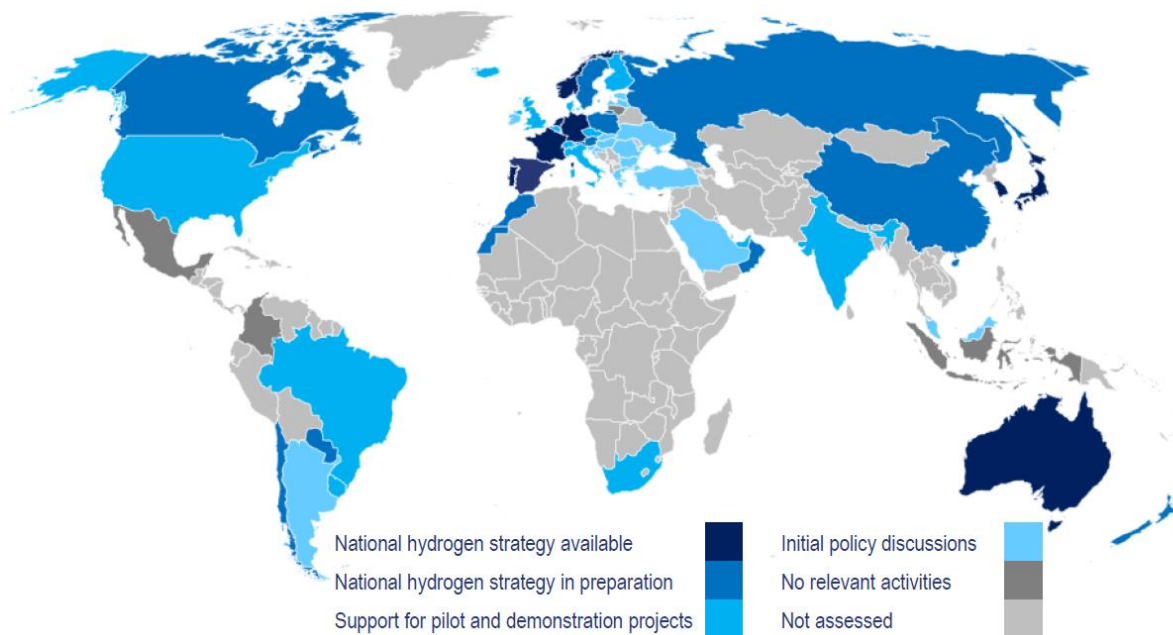 National hydrogen strategy available
National hydrogen strategy in preparation
Support for pilot and demonstration projects
Initial policy discussions
No relevant activities
Not assessed